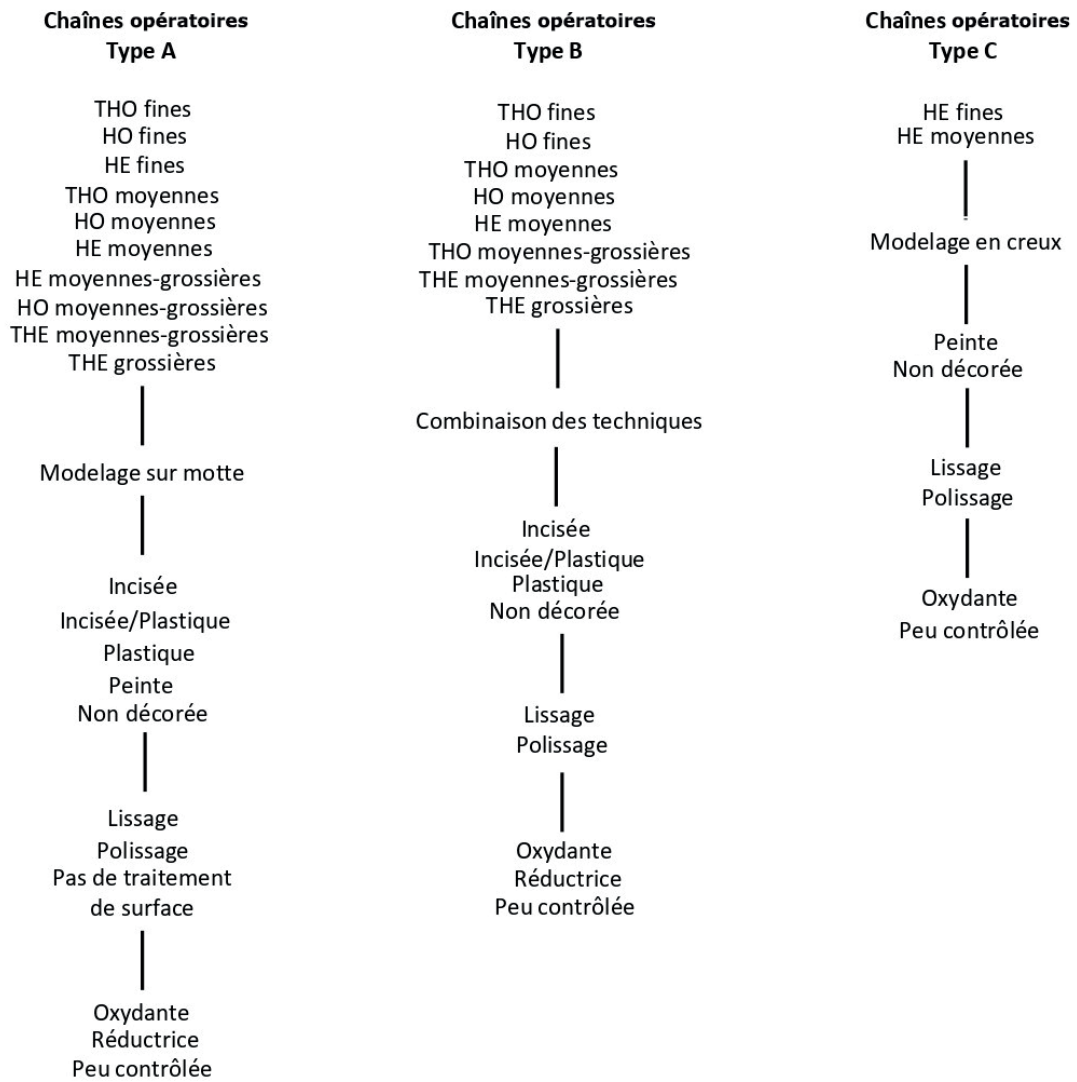 Chaînes opératoires
Type A
THO fines
HO fines
HE fines
THO moyennes
HO moyennes
HE moyennes
HE moyennes-grossières
HO moyennes-grossières
THE moyennes-grossières
THE grossières
Modelage sur motte
Incisée
Incisée/Plastique
Plastique
Peinte
Non décorée
Lissage
Polissage
Pas de traitement
de surface
Oxydante
Réductrice
Peu contrôlée
Chaînes opératoires
Type B
THO fines
HO fines
THO moyennes
HO moyennes
HE moyennes
THO moyennes-grossières
THE moyennes-grossières
THE grossières
Combinaison des techniques
Incisée
Incisée/Plastique
Plastique
Non décorée
Lissage
Polissage
Oxydante
Réductrice
Peu contrôlée
Chaînes opératoires
Type C
HE fines
HE moyennes
Modelage en creux
Peinte
Non décorée
Lissage
Polissage
Oxydante
Peu contrôlée